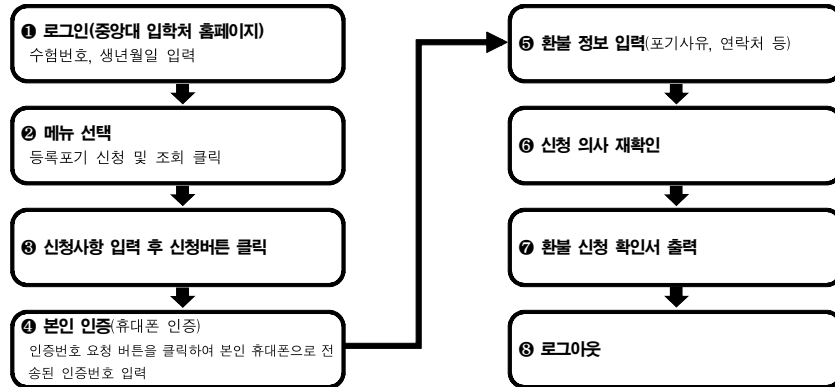 ❶ 로그인(중앙대 입학처 홈페이지)
수험번호, 생년월일 입력
❷ 메뉴 선택
등록포기 신청 및 조회 클릭
❸ 신청사항 입력 후 신청버튼 클릭
❹ 본인 인증(휴대폰 인증)
인증번호 요청 버튼을 클릭하여 본인 휴대폰으로 전
송된 인증번호 입력
❺ 환불 정보 입력(포기사유, 연락처 등)
❻ 신청 의사 재확인
❼ 환불 신청 확인서 출력
❽ 로그아웃